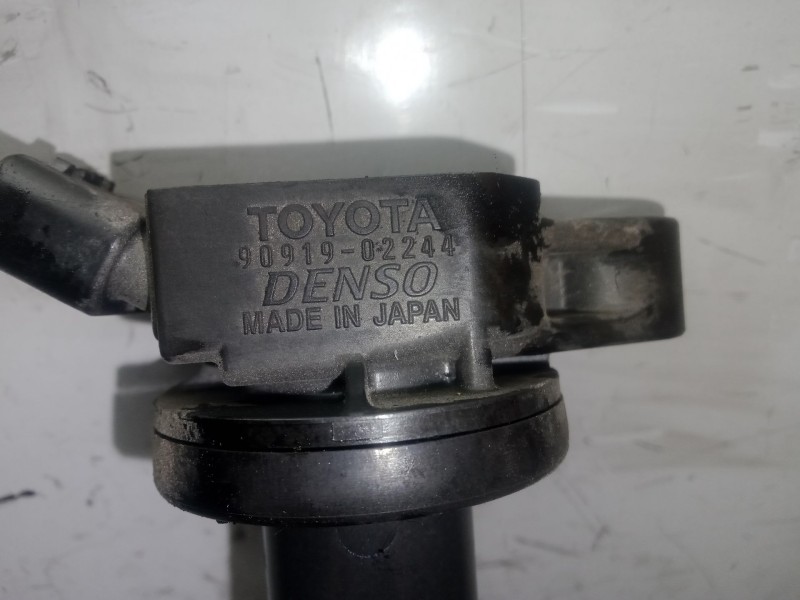 TOYOTA
90919-02244
DENSO
MADE IN JAPAN